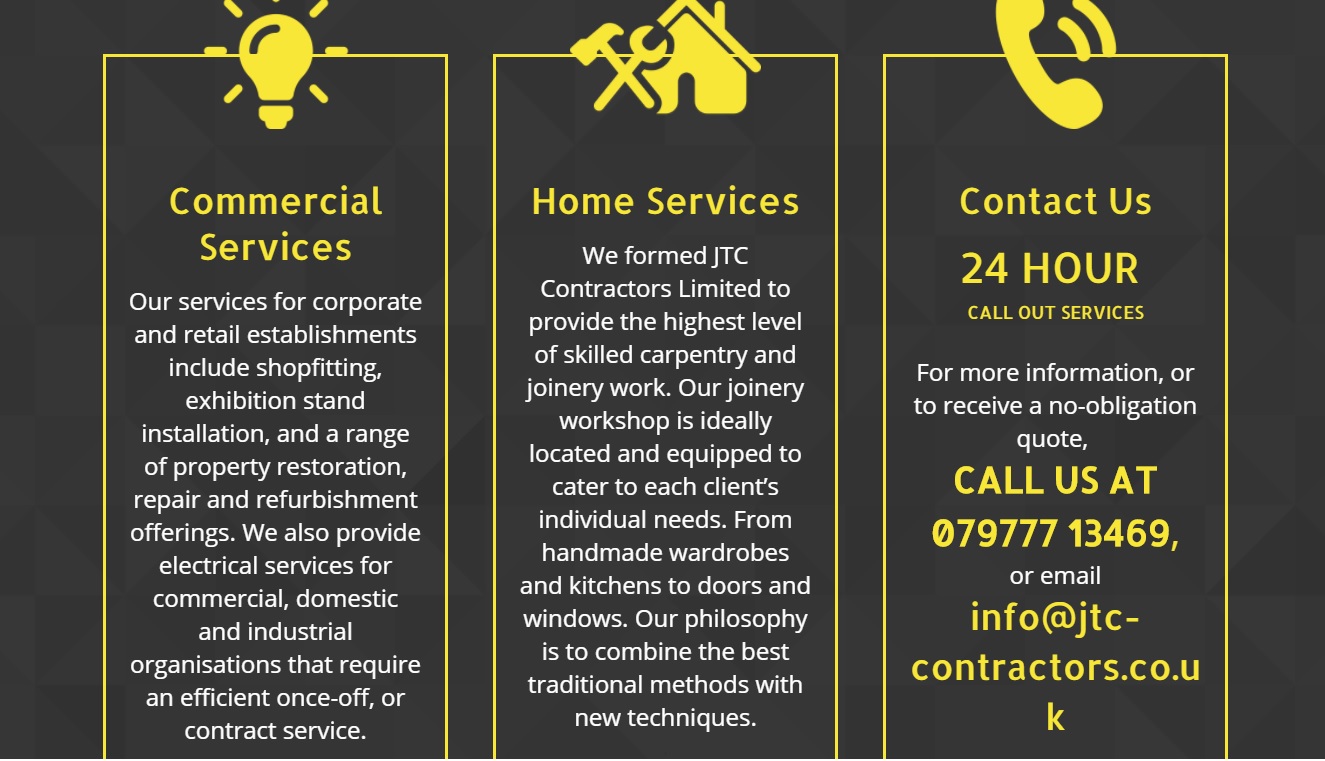 Commercial
Services
Our services for corporate
and retail establishments
include shopfitting,
exhibition stand
installation, and a range
of property restoration,
repair and refurbishment
offerings. We also provide
electrical services for
commercial, domestic
and industrial
organisations that require
an efficient once-off, or
contract service.
Home Services
We formed JTC
Contractors Limited to
provide the highest level
of skilled carpentry and
joinery work. Our joinery
workshop is ideally
located and equipped to
cater to each client’s
individual needs. From
handmade wardrobes
and kitchens to doors and
windows. Our philosophy
is to combine the best
traditional methods with
new techniques.
Contact Us
24 HOUR
CALL OUT SERVICES
For more information, or
to receive a no-obligation
quote,
CALL US AT
079777 13469,
or email
info@jtc-
contractors.co.u
k